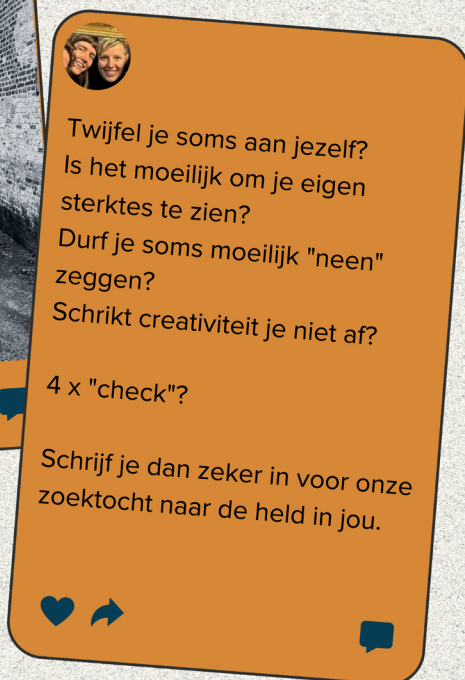 Twijfel je soms aan jezelf?
Is het moeilijk om je eigen
sterktes te zien?
Durf je soms moeilijk "neen"
zeggen?
Schrikt creativiteit je niet af?
4 x "check"?
Schrijf je dan zeker in voor onze
zoektocht naar de held in jou.